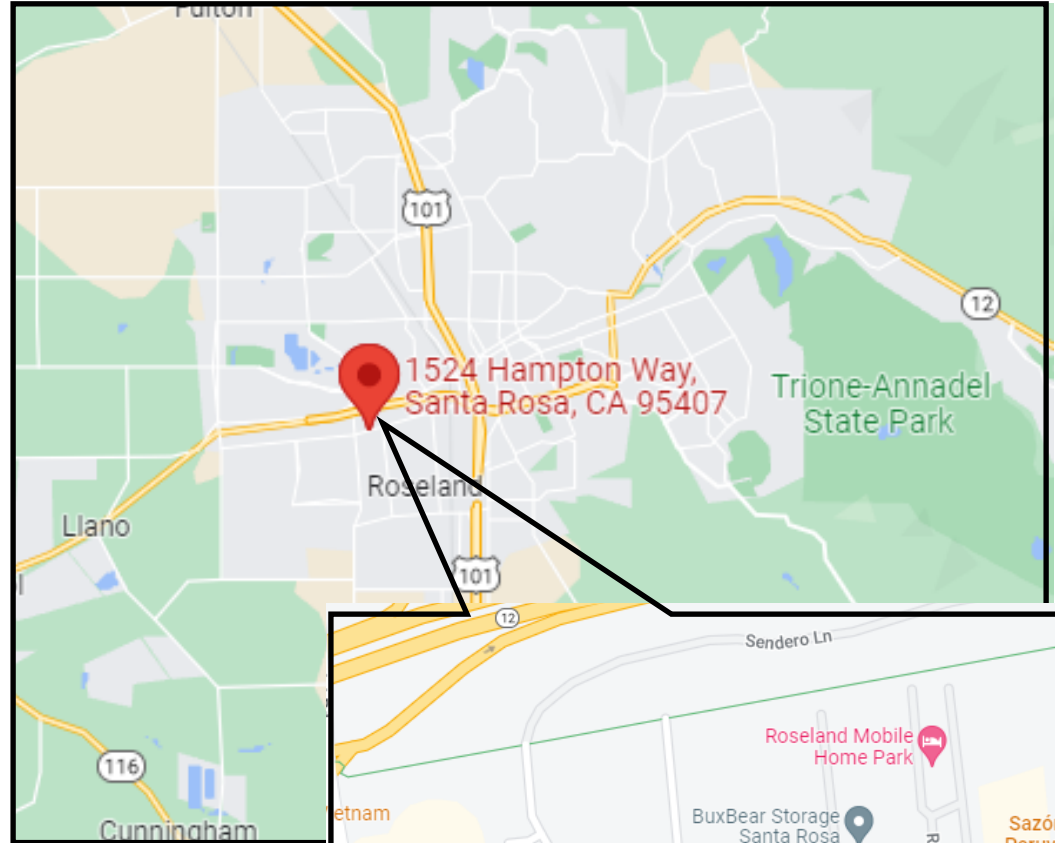 Fulton
101
12
1524 Hampton Way,
Santa Rosa, CA 95407
Trione-Annadel
State Park
Roseland
Llano
101
12
Sendero Ln
Roseland Mobile
Home Park
116
etnam
BuxBear Storage
Santa Rosa
Cunningham
R